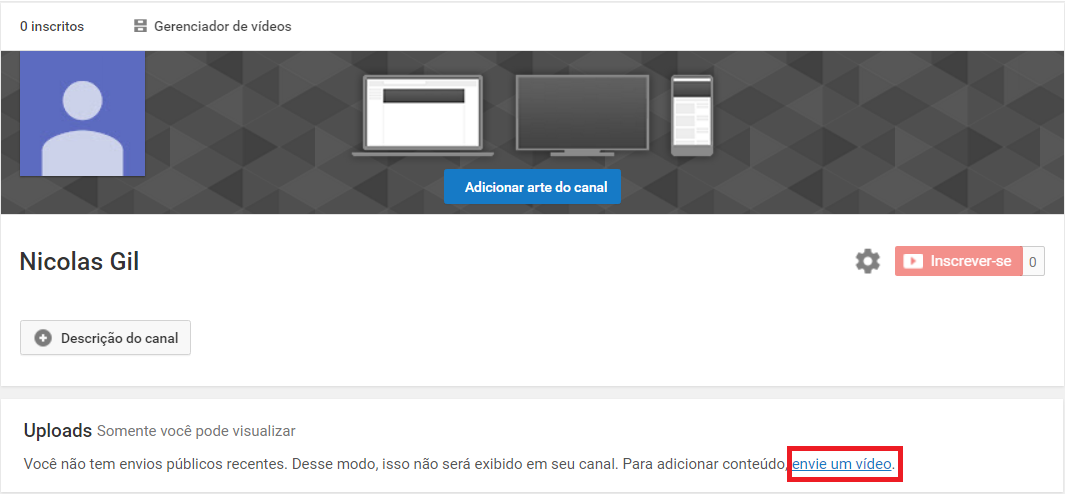 0 inscritos Gerenciador de vídeos
Adicionar arte do canal
Nicolas Gil
Inscrever-se 0
Descrição do canal
Uploads Somente você pode visualizar
Você não tem envios públicos recentes. Desse modo, isso não será exibido em seu canal. Para adicionar conteúdo, envie um vídeo.